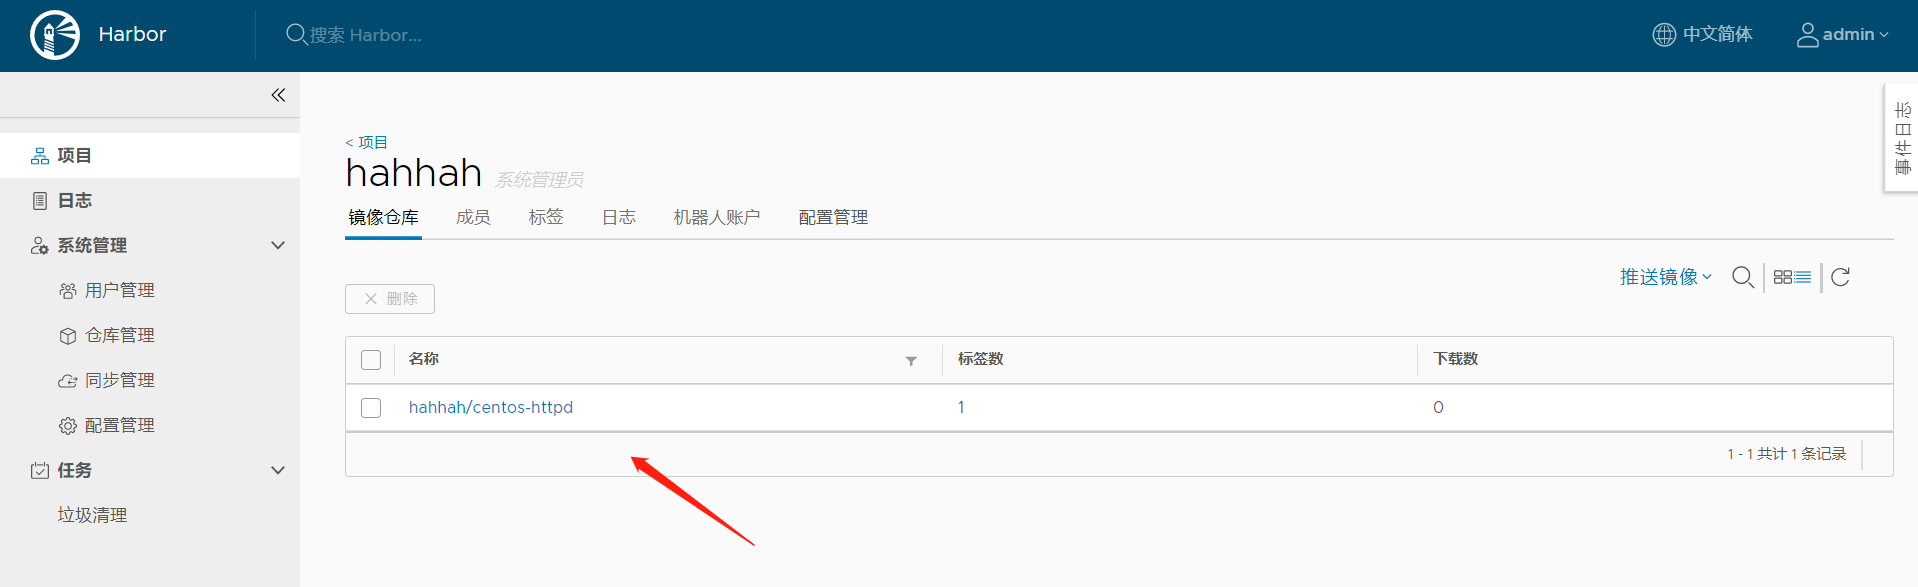 Harbor
搜索 Harbor...
中文简体
admin
事件日志
项目
日志
系统管理
用户管理
仓库管理
同步管理
配置管理
任务
垃圾清理
< 项目
hahhah 系统管理员
镜像仓库 成员 标签 日志 机器人账户 配置管理
推送镜像
× 删除
名称 标签数 下载数
hahhah/centos-httpd 1 0
1 - 1 共计 1 条记录